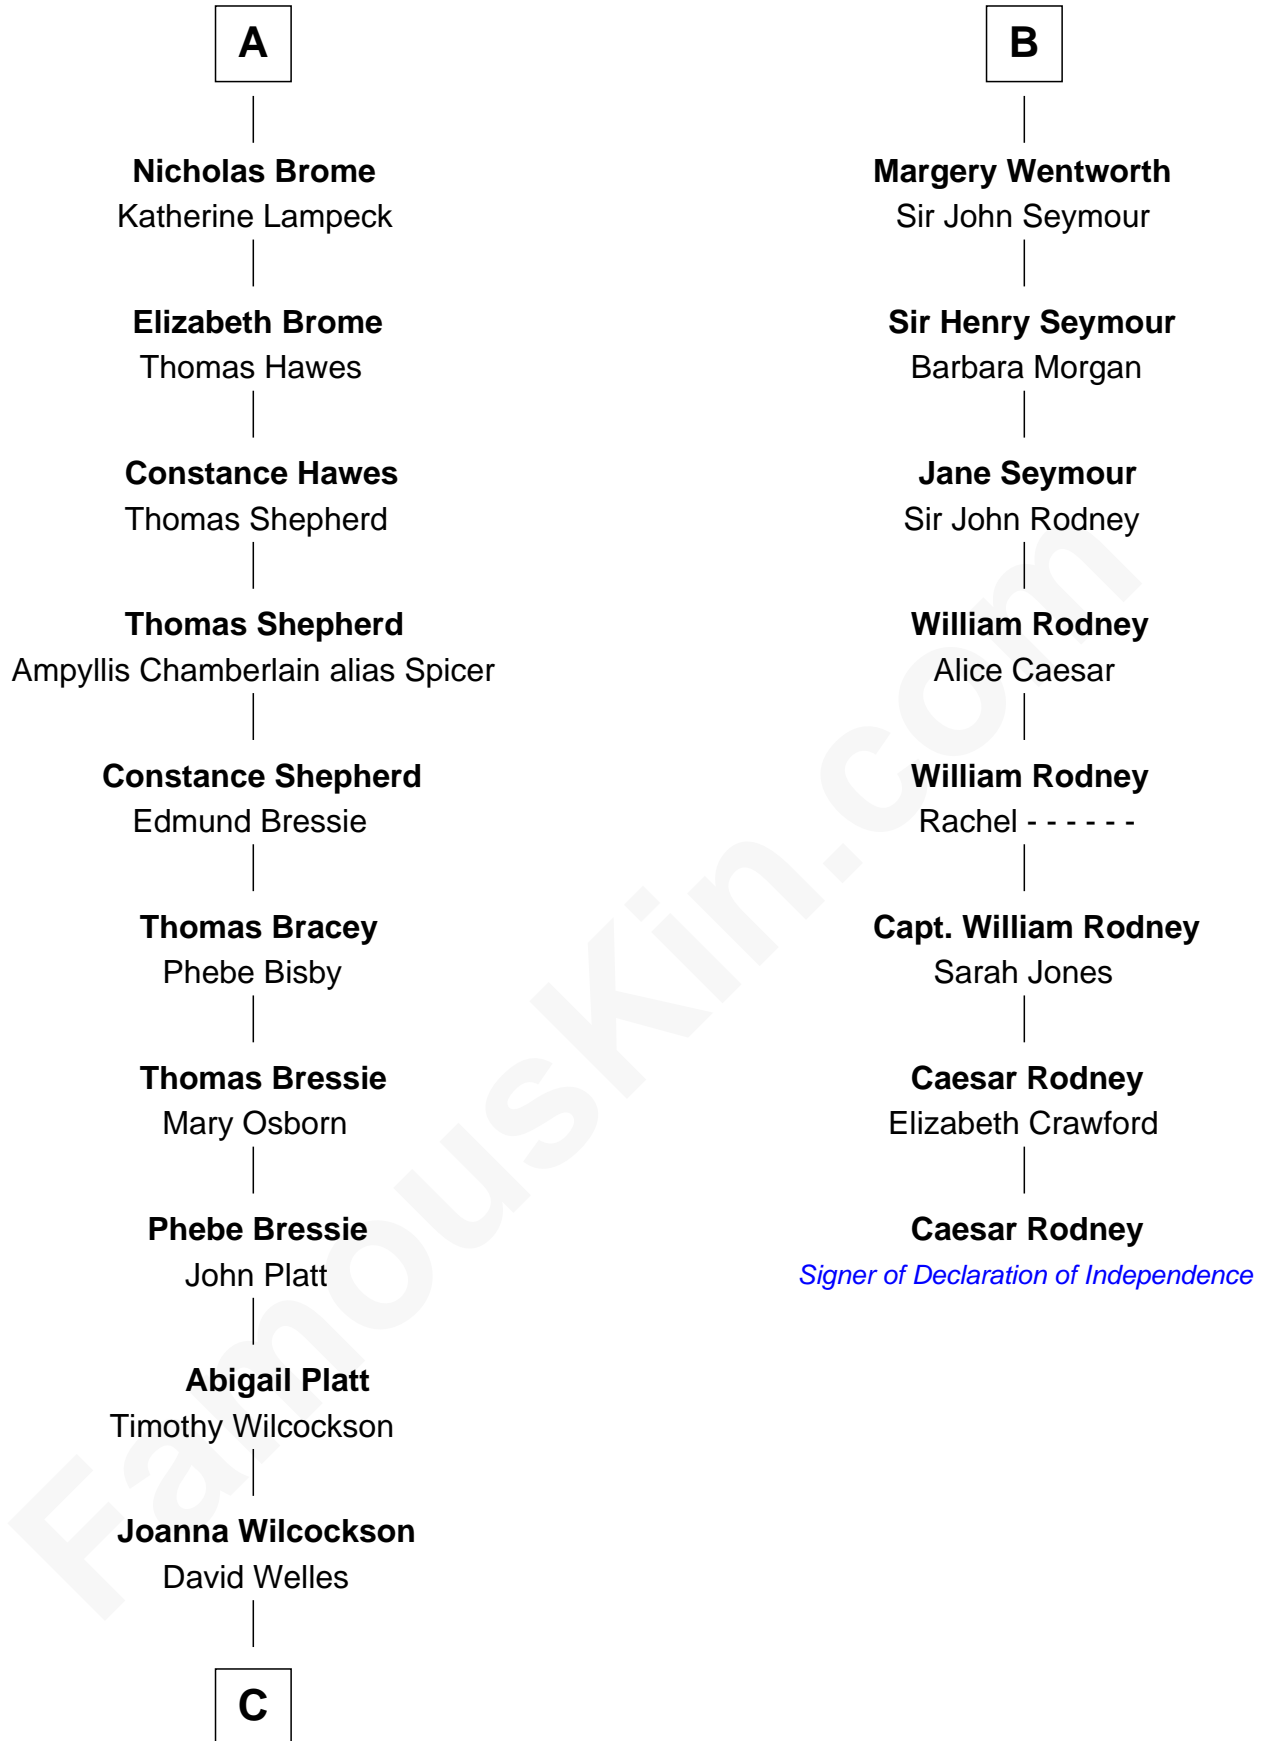 A
Nicholas Brome
Katherine Lampeck
Elizabeth Brome
Thomas Hawes
Constance Hawes
Thomas Shepherd
Thomas Shepherd
Ampyllis Chamberlain alias Spicer
Constance Shepherd
Edmund Bressie
Thomas Bracey
Phebe Bisby
Thomas Bressie
Mary Osborn
Phebe Bressie
John Platt
Abigail Platt
Timothy Wilcockson
Joanna Wilcockson
David Welles
C
B
Margery Wentworth
Sir John Seymour
Sir Henry Seymour
Barbara Morgan
Jane Seymour
Sir John Rodney
William Rodney
Alice Caesar
William Rodney
Rachel - - - - - -
Capt. William Rodney
Sarah Jones
Caesar Rodney
Elizabeth Crawford
Caesar Rodney
Signer of Declaration of Independence
FamousKin.com